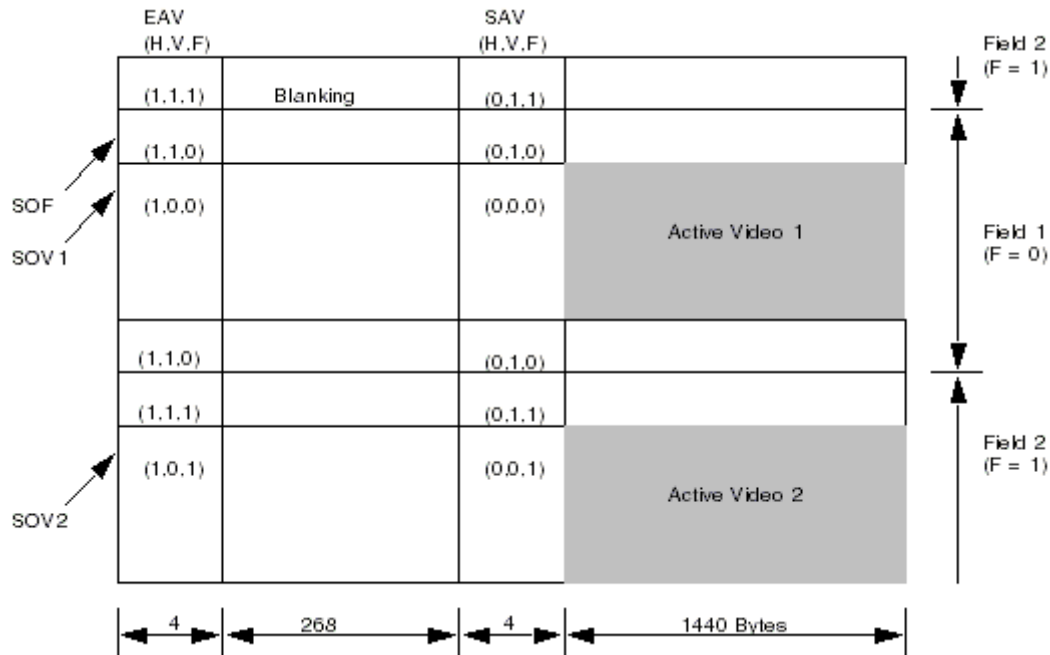 EAV
(H.V.F)
SAV
(H.V.F)
Field 2
(F = 1)
(1.1.1)
Blanking
(0.1.1)
(1.1.0)
(0.1.0)
SOF
SOV1
(1.0.0)
(0.0.0)
Active Video 1
Field 1
(F = 0)
(1.1.0)
(0.1.0)
(1.1.1)
(0.1.1)
(1.0.1)
(0.0.1)
Active Video 2
Field 2
(F = 1)
SOV2
4
268
4
1440 Bytes